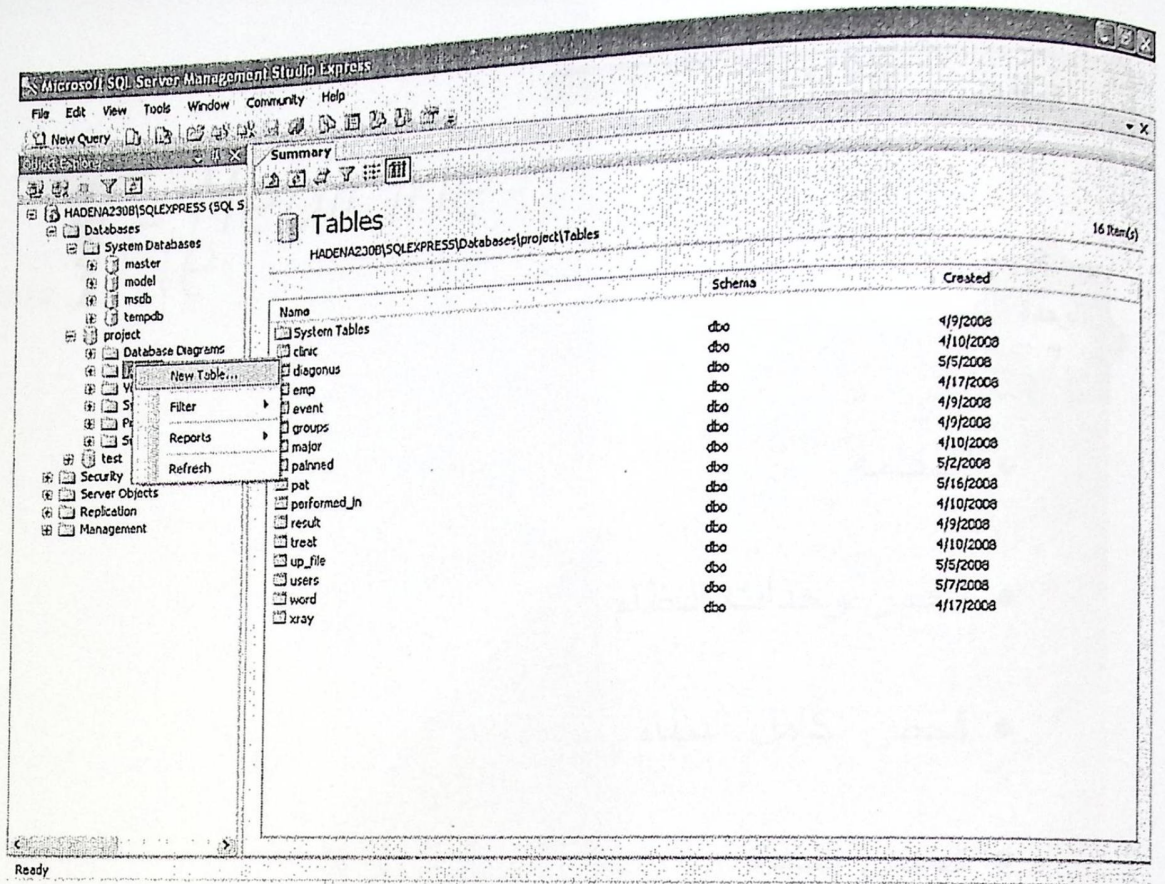 Microsoft SQL Server Management Studio Express
File Edit View Tools Window Community Help
New Query
Object Explorer
HADENA230B\SQLEXPRESS (SQL S
Databases
System Databases
master
model
msdb
tempdb
project
Database Diagrams
test
Security
Server Objects
Replication
Management
New Table...
Filter
Reports
Refresh
Summary
Tables
HADENA230B\SQLEXPRESS\Databases\project\Tables
16 Item(s)
Name Schema Created
System Tables
clinic dbo 4/9/2008
diagonus dbo 4/10/2008
emp dbo 5/5/2008
event dbo 4/17/2008
groups dbo 4/9/2008
major dbo 4/9/2008
painned dbo 4/10/2008
pat dbo 5/2/2008
performed_in dbo 5/16/2008
result dbo 4/10/2008
treat dbo 4/9/2008
up_file dbo 4/10/2008
users dbo 5/5/2008
word dbo 5/7/2008
xray dbo 4/17/2008
Ready